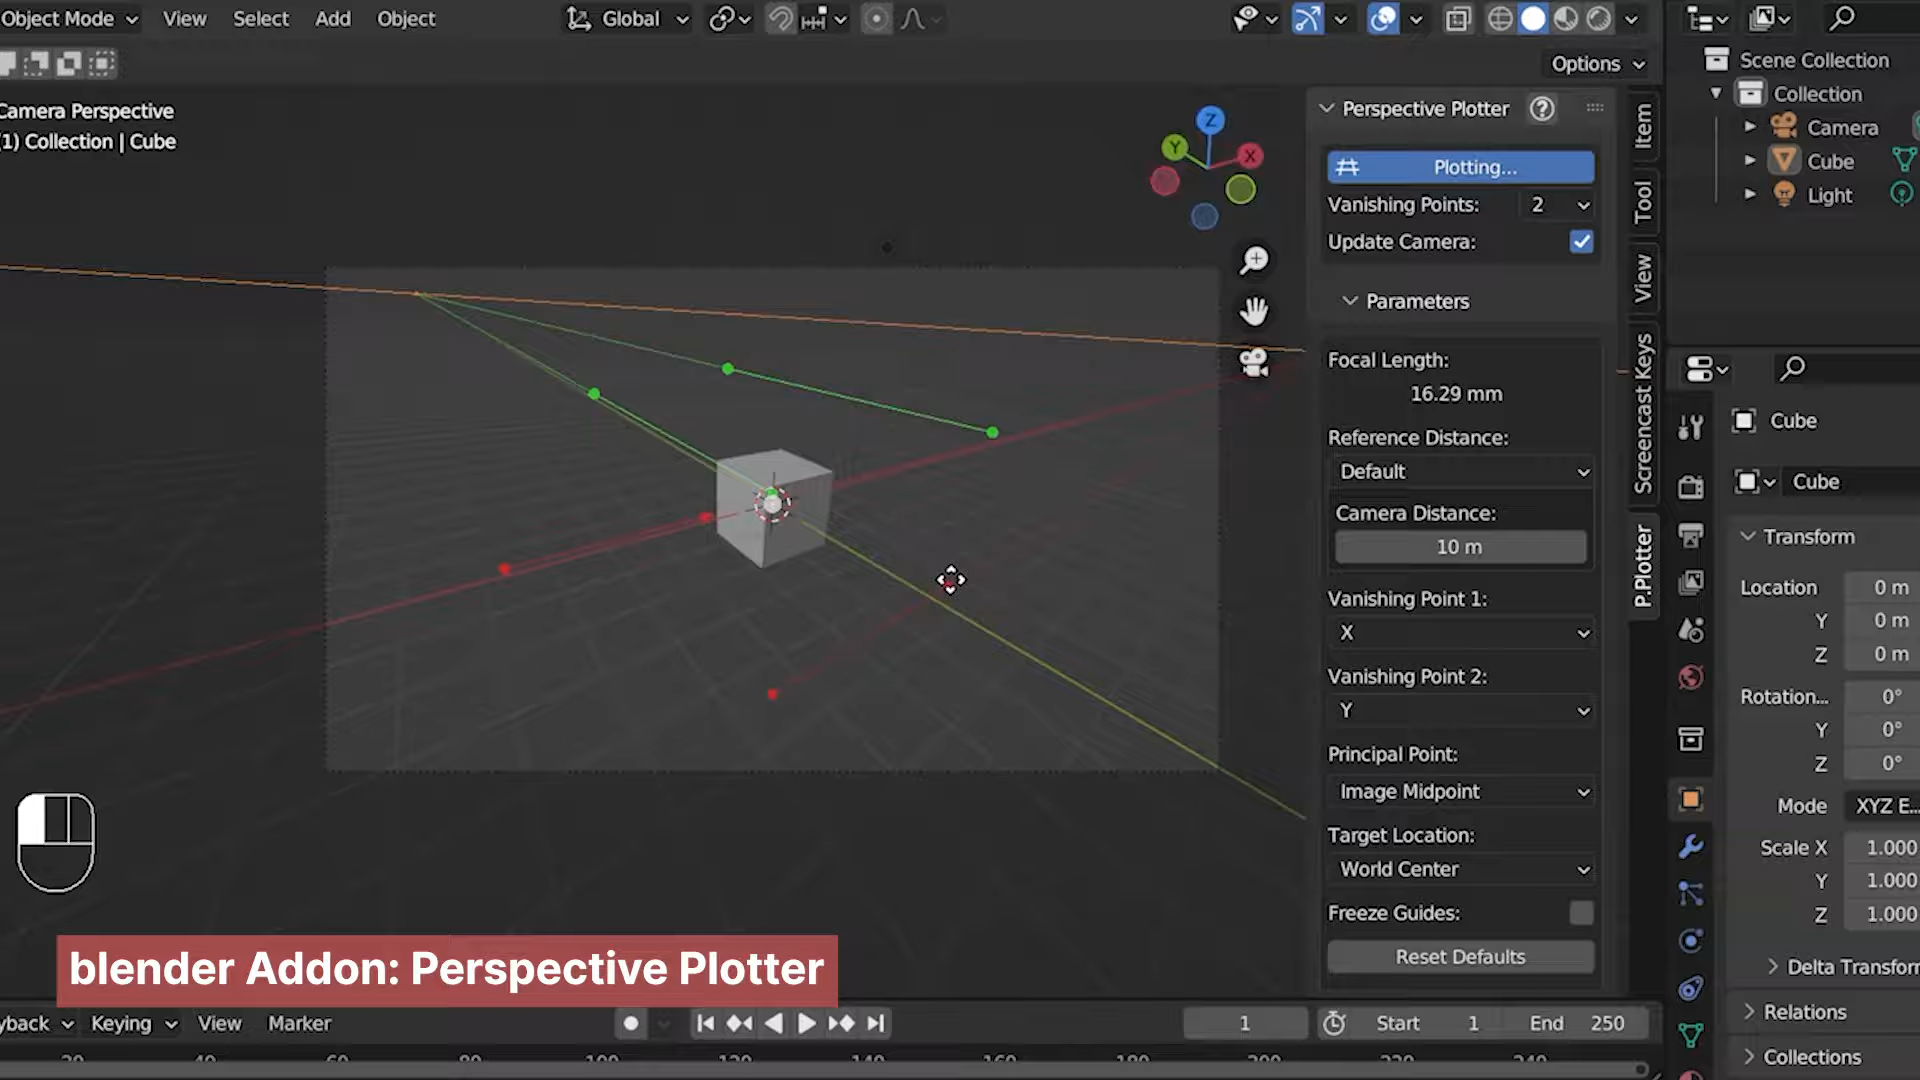 Object Mode
View
Select
Add
Object
Global
Options
Camera Perspective
(1) Collection | Cube
Z
Y
X
Perspective Plotter
Plotting...
Vanishing Points:
2
Update Camera:
Parameters
Focal Length:
16.29 mm
Reference Distance:
Default
Camera Distance:
10 m
Vanishing Point 1:
X
Vanishing Point 2:
Y
Principal Point:
Image Midpoint
Target Location:
World Center
Freeze Guides:
Reset Defaults
Item
Tool
View
Screencast Keys
P.Plotter
Scene Collection
Collection
Camera
Cube
Light
Cube
Cube
Transform
Location 0 m
Y 0 m
Z 0 m
Rotation... 0°
Y 0°
Z 0°
Mode XYZ E...
Scale X 1.000
Y 1.000
Z 1.000
Delta Transform
Relations
Collections
blender Addon: Perspective Plotter
yback
Keying
View
Marker
1
Start 1
End 250